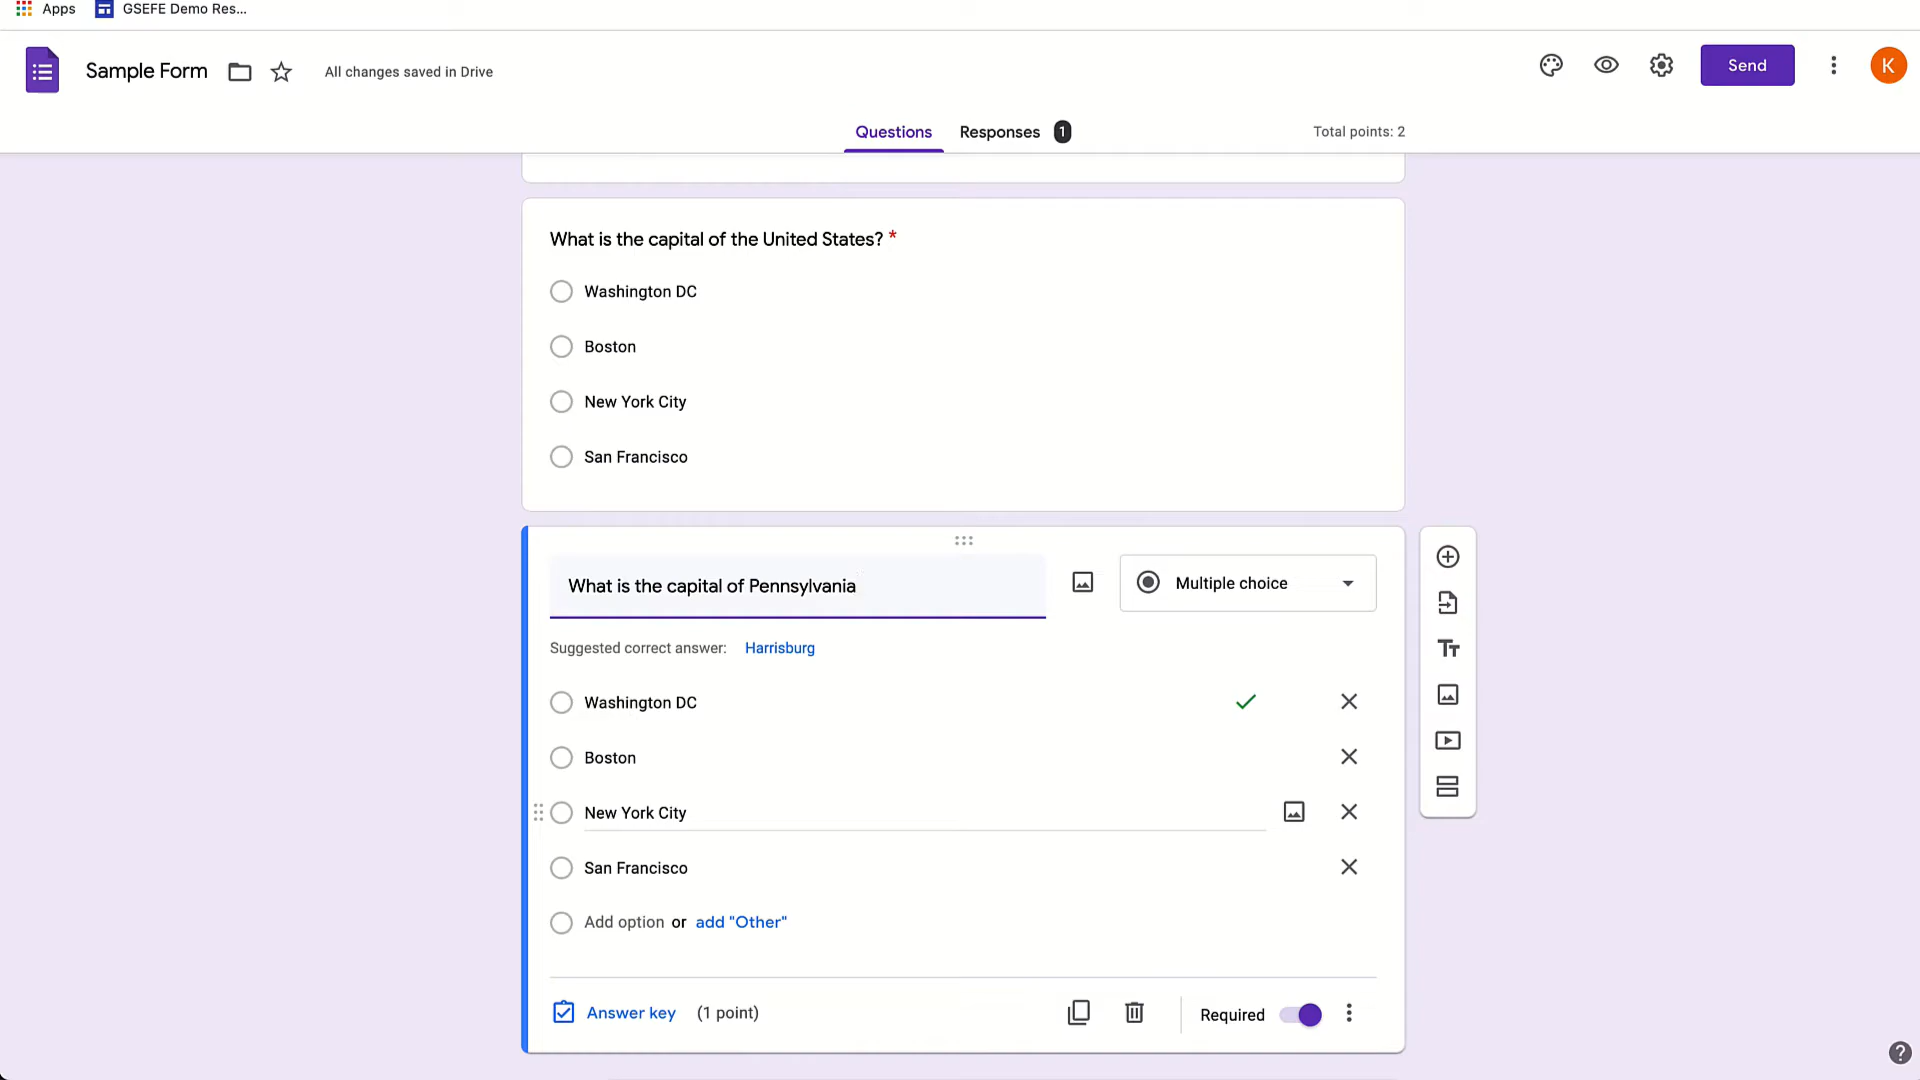 Apps GSEFE Demo Res...
Sample Form All changes saved in Drive Send K
Questions Responses 1 Total points: 2
What is the capital of the United States? *
Washington DC
Boston
New York City
San Francisco
What is the capital of Pennsylvania Multiple choice
Suggested correct answer: Harrisburg
Washington DC
Boston
New York City
San Francisco
Add option or add "Other"
Answer key (1 point) Required